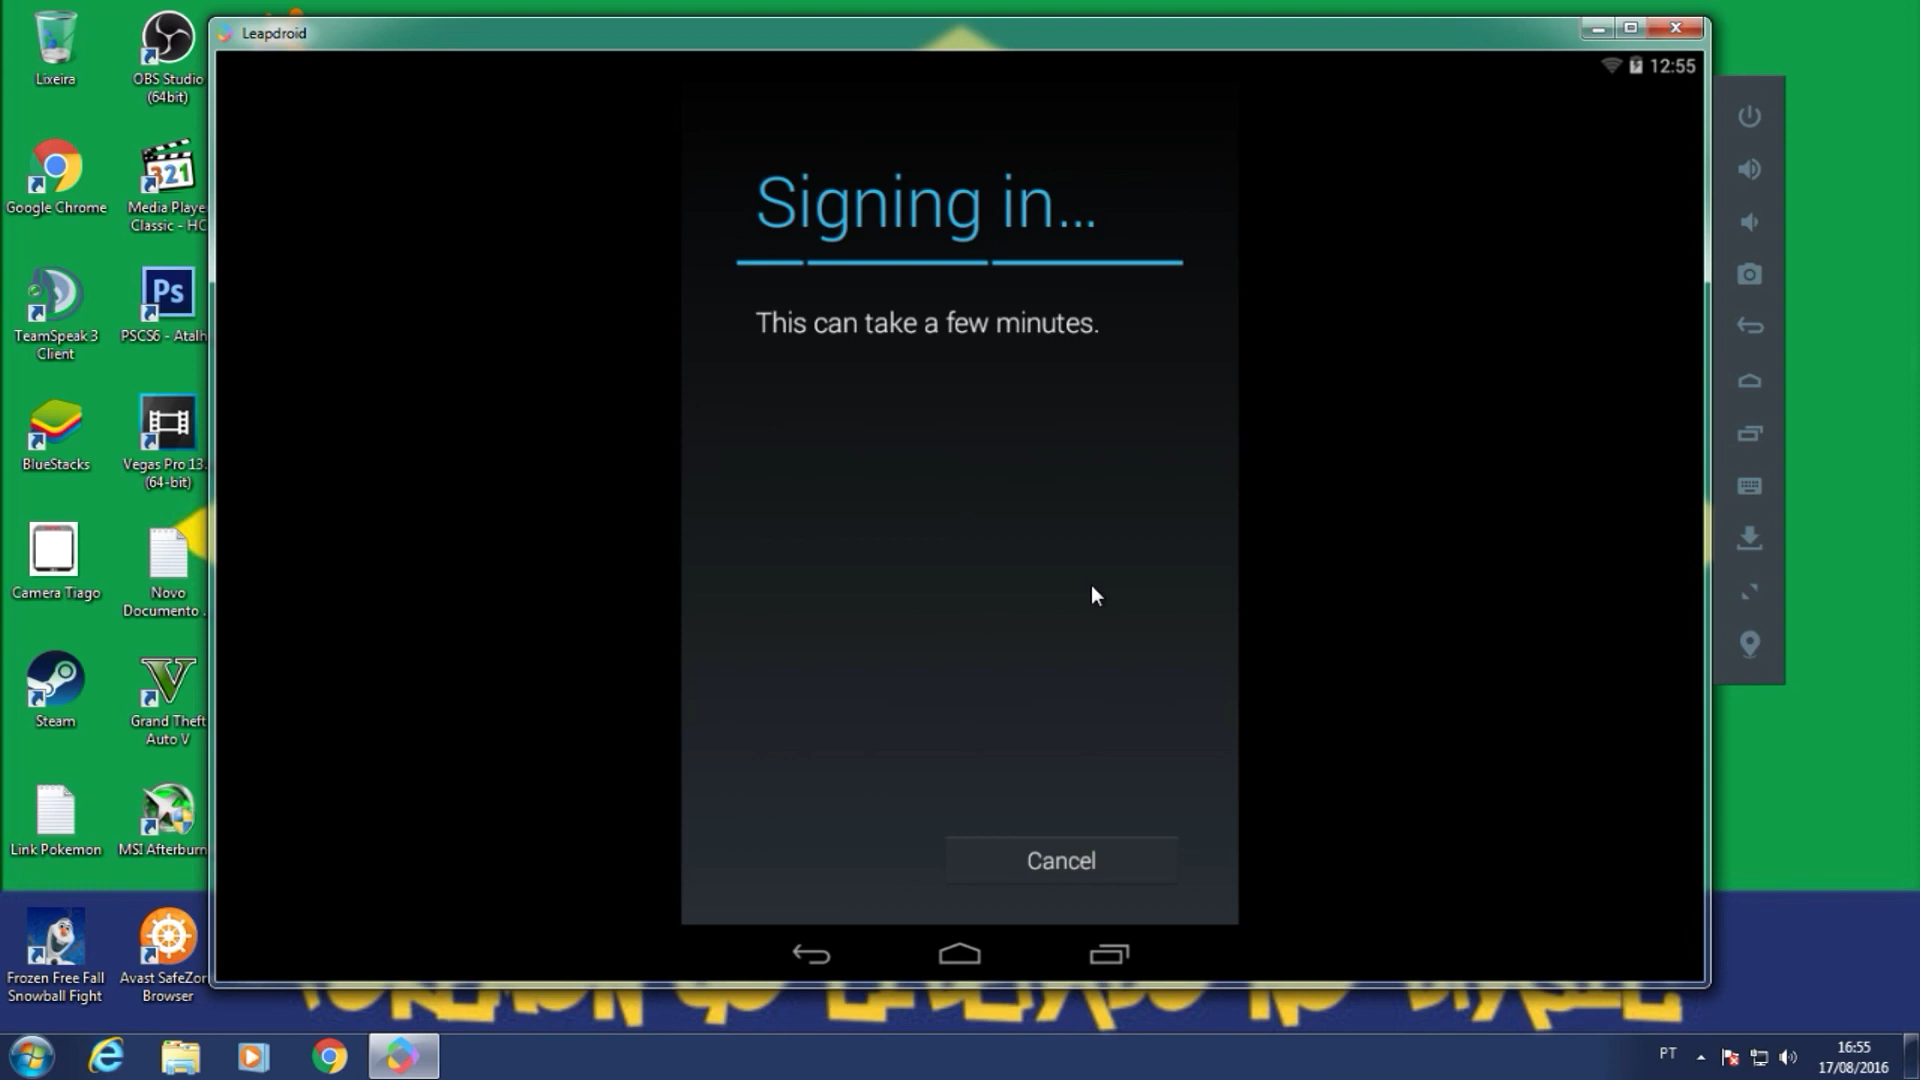 Leapdroid
12:55
Signing in...
This can take a few minutes.
Cancel
Lixeira
OBS Studio
(64bit)
Google Chrome
321
Media Playe
Classic - HC
TeamSpeak 3
Client
Ps
PSCS6 - Atalh
BlueStacks
Vegas Pro 13.
(64-bit)
Camera Tiago
Novo
Documento .
Steam
Grand Theft
Auto V
Link Pokemon
MSI Afterburn
Frozen Free Fall
Snowball Fight
Avast SafeZor
Browser
PT
16:55
17/08/2016